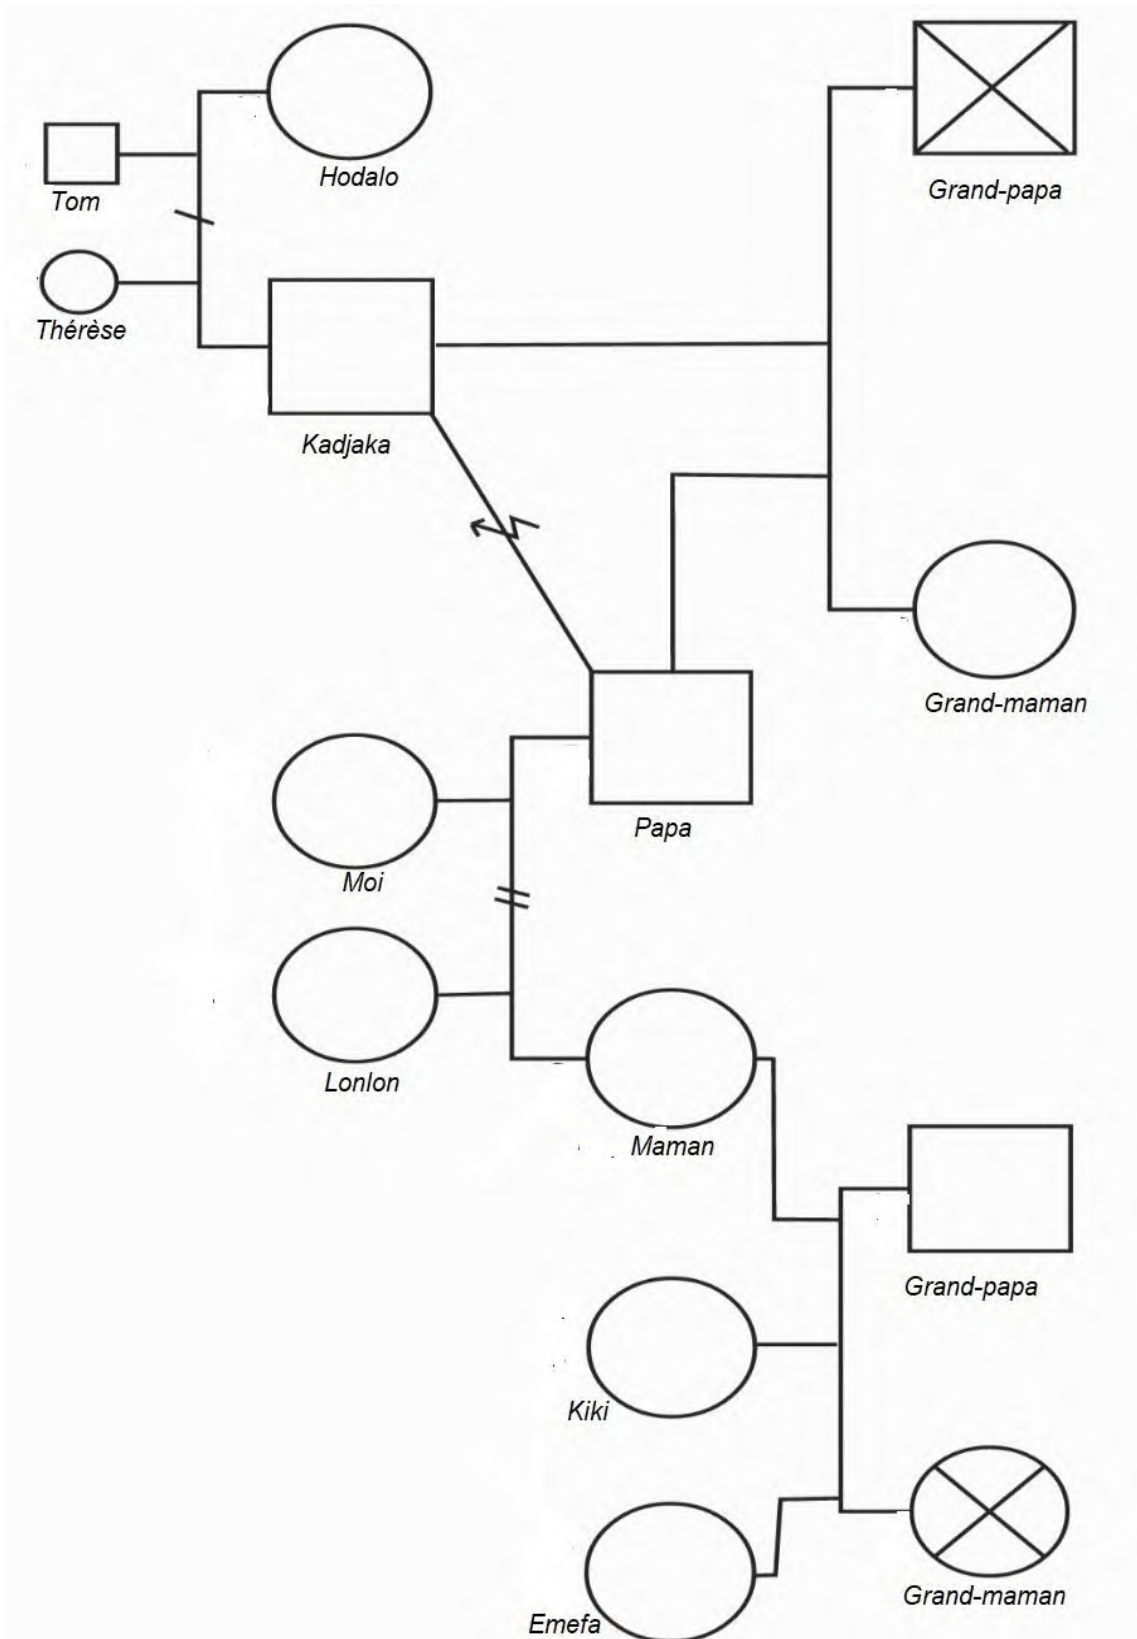 Hodalo
Tom
Grand-papa
Thérèse
Kadjaka
Grand-maman
Papa
Moi
Lonlon
Maman
Grand-papa
Kiki
Grand-maman
Emefa